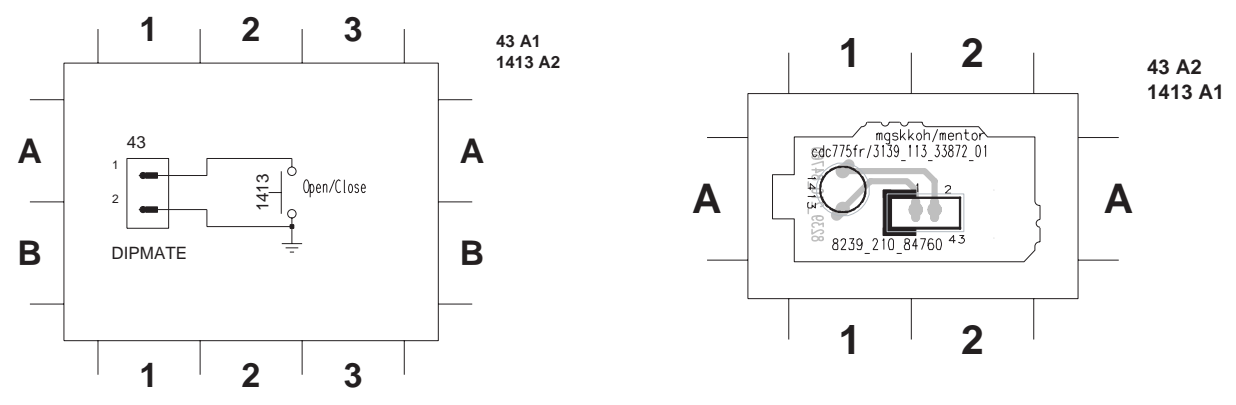 1 2 3
43 A1
1413 A2
A
A
43
1
2
1413
Open/Close
B
B
DIPMATE
1 2 3
1 2
43 A2
1413 A1
mgskkoh/mentor
cdc775fr/3139_113_33872_01
A
A
1413
1 2
8239_210_84760
43
1 2